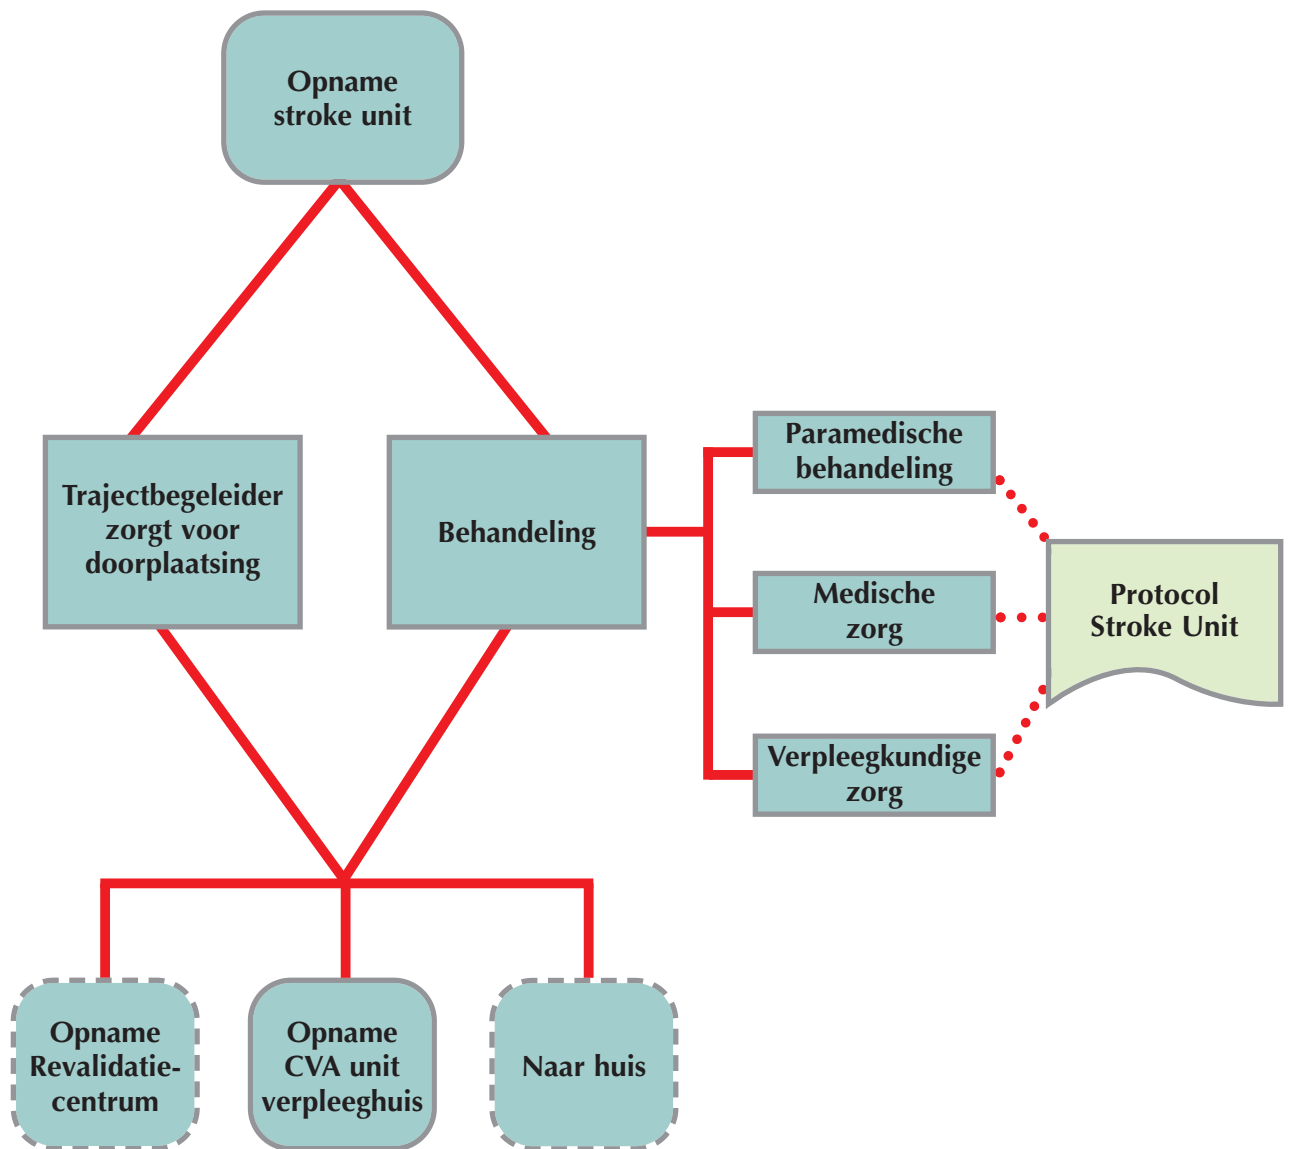 Opname
stroke unit
Trajectbegeleider
zorgt voor
doorplaatsing
Behandeling
Paramedische
behandeling
Medische
zorg
Verpleegkundige
zorg
Protocol
Stroke Unit
Opname
Revalidatie-
centrum
Opname
CVA unit
verpleeghuis
Naar huis